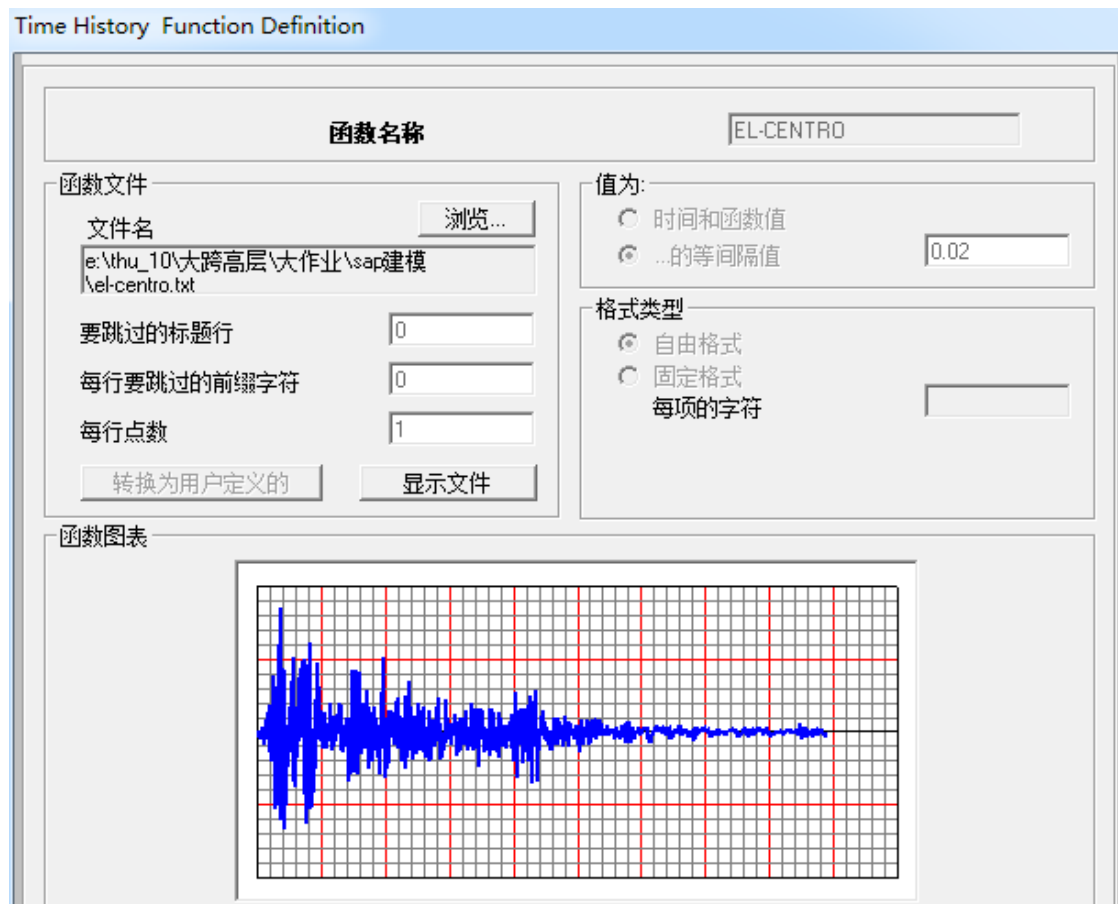 Time History  Function Definition
函数名称
EL-CENTRO
函数文件
文件名
浏览...
e:\thu_10\大跨高层\大作业\sap建模
\el-centro.txt
要跳过的标题行
0
每行要跳过的前缀字符
0
每行点数
1
转换为用户定义的
显示文件
值为:
时间和函数值
...的等间隔值
0.02
格式类型
自由格式
固定格式
每项的字符
函数图表